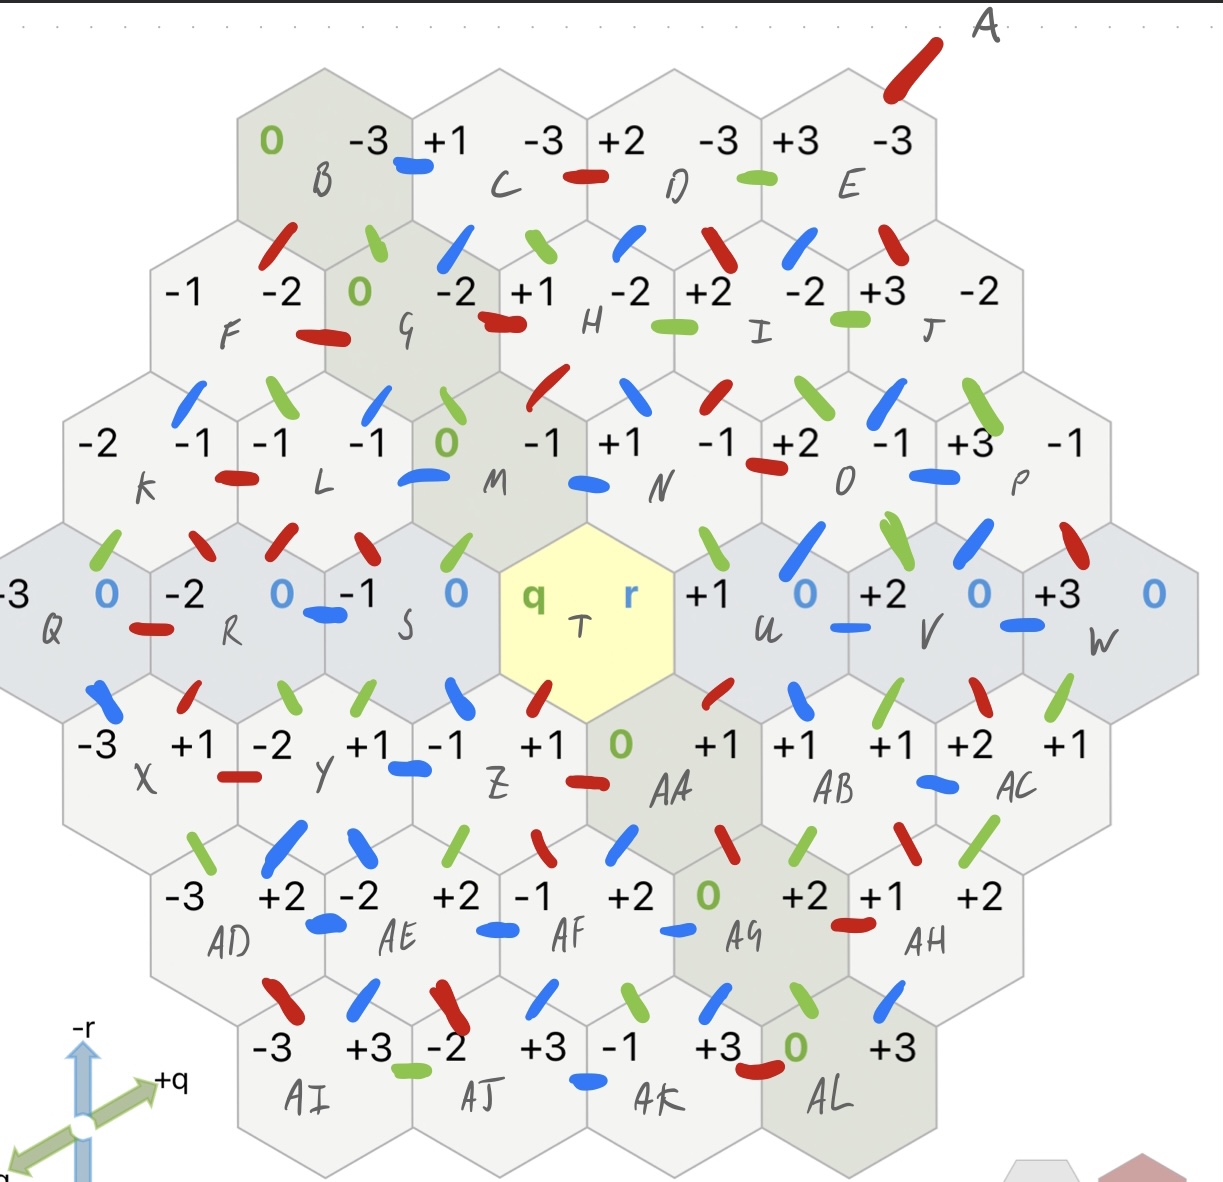 A
0 -3 +1 -3 +2 -3 +3 -3
B C D E
-1 -2 0 -2 +1 -2 +2 -2 +3 -2
F G H I J
-2 -1 -1 -1 0 -1 +1 -1 +2 -1 +3 -1
K L M N O P
-3 0 -2 0 -1 0 q r +1 0 +2 0 +3 0
Q R S T U V W
-3 +1 -2 +1 -1 +1 0 +1 +1 +1 +2 +1
X Y Z AA AB AC
-3 +2 -2 +2 -1 +2 0 +2 +1 +2
AD AE AF AG AH
-r
-3 +3 -2 +3 -1 +3 0 +3
+q
AI AJ AK AL